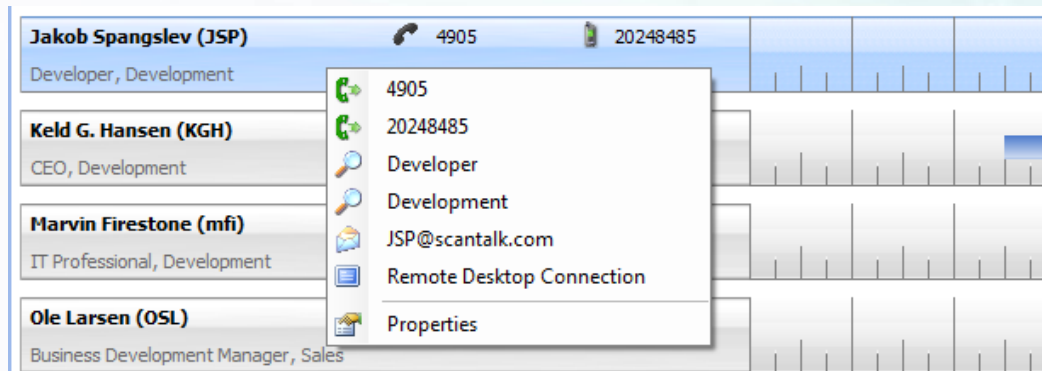 Jakob Spangslev (JSP) 4905 20248485
Developer, Development
4905
Keld G. Hansen (KGH)
20248485
CEO, Development
Developer
Development
Marvin Firestone (mfi)
JSP@scantalk.com
IT Professional, Development
Remote Desktop Connection
Ole Larsen (OSL)
Properties
Business Development Manager, Sales